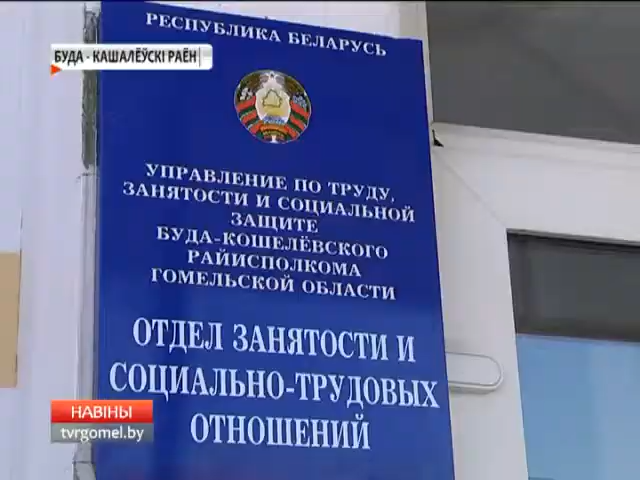 РЕСПУБЛИКА БЕЛАРУСЬ
БУДА - КАШАЛЁЎСКІ РАЁН
УПРАВЛЕНИЕ ПО ТРУДУ,
ЗАНЯТОСТИ И СОЦИАЛЬНОЙ
ЗАЩИТЕ
БУДА-КОШЕЛЁВСКОГО
РАЙИСПОЛКОМА
ГОМЕЛЬСКОЙ ОБЛАСТИ
ОТДЕЛ ЗАНЯТОСТИ И
СОЦИАЛЬНО-ТРУДОВЫХ
ОТНОШЕНИЙ
НАВІНЫ
tvrgomel.by